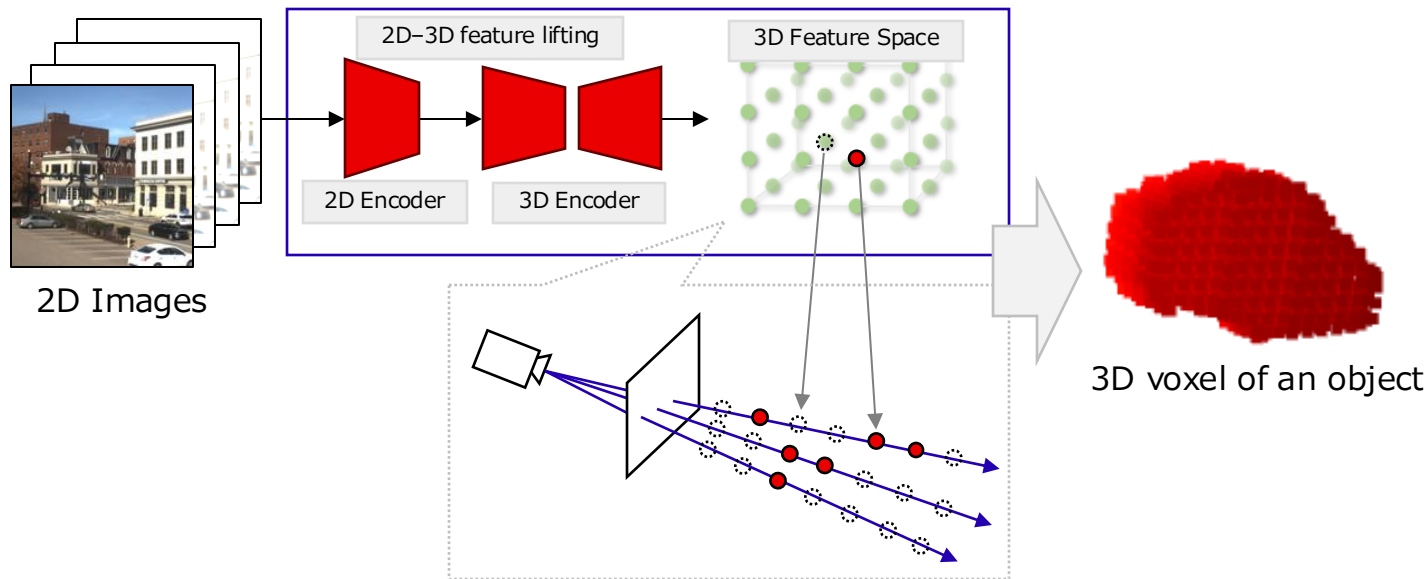 2D–3D feature lifting
3D Feature Space
2D Encoder
3D Encoder
2D Images
3D voxel of an object